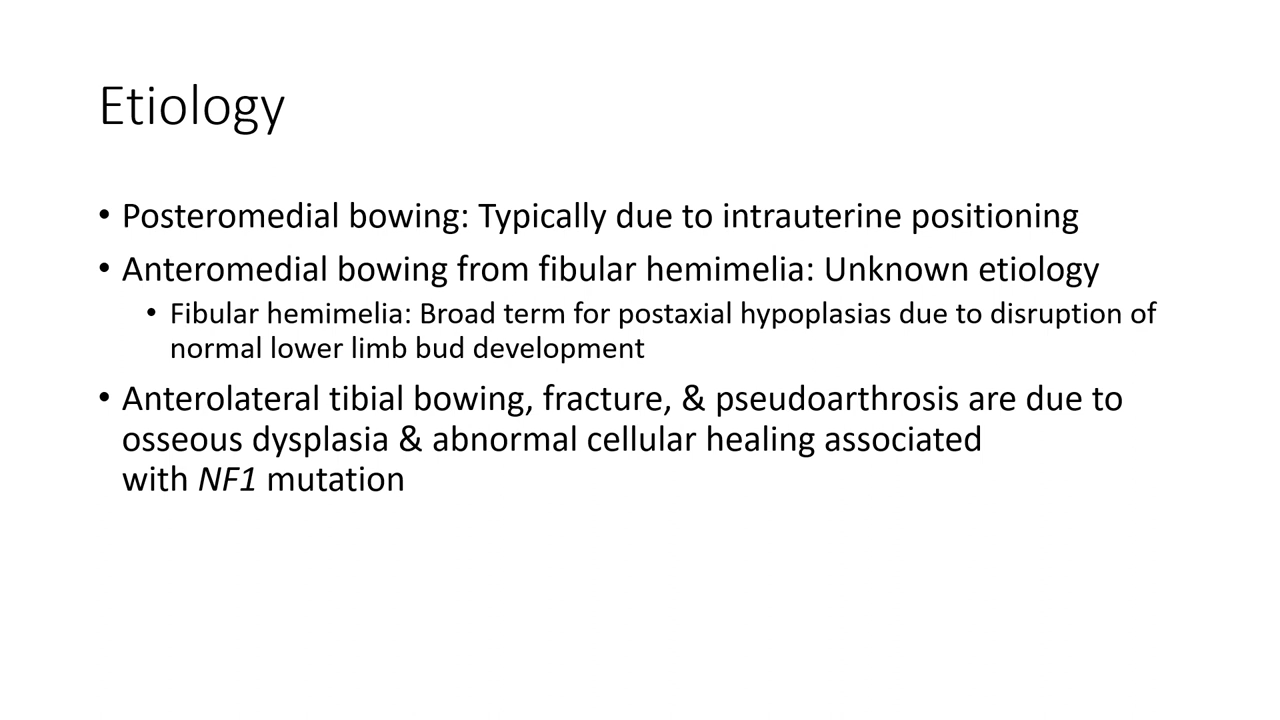 Etiology
• Posteromedial bowing: Typically due to intrauterine positioning
• Anteromedial bowing from fibular hemimelia: Unknown etiology
• Fibular hemimelia: Broad term for postaxial hypoplasias due to disruption of
normal lower limb bud development
• Anterolateral tibial bowing, fracture, & pseudoarthrosis are due to
osseous dysplasia & abnormal cellular healing associated
with NF1 mutation